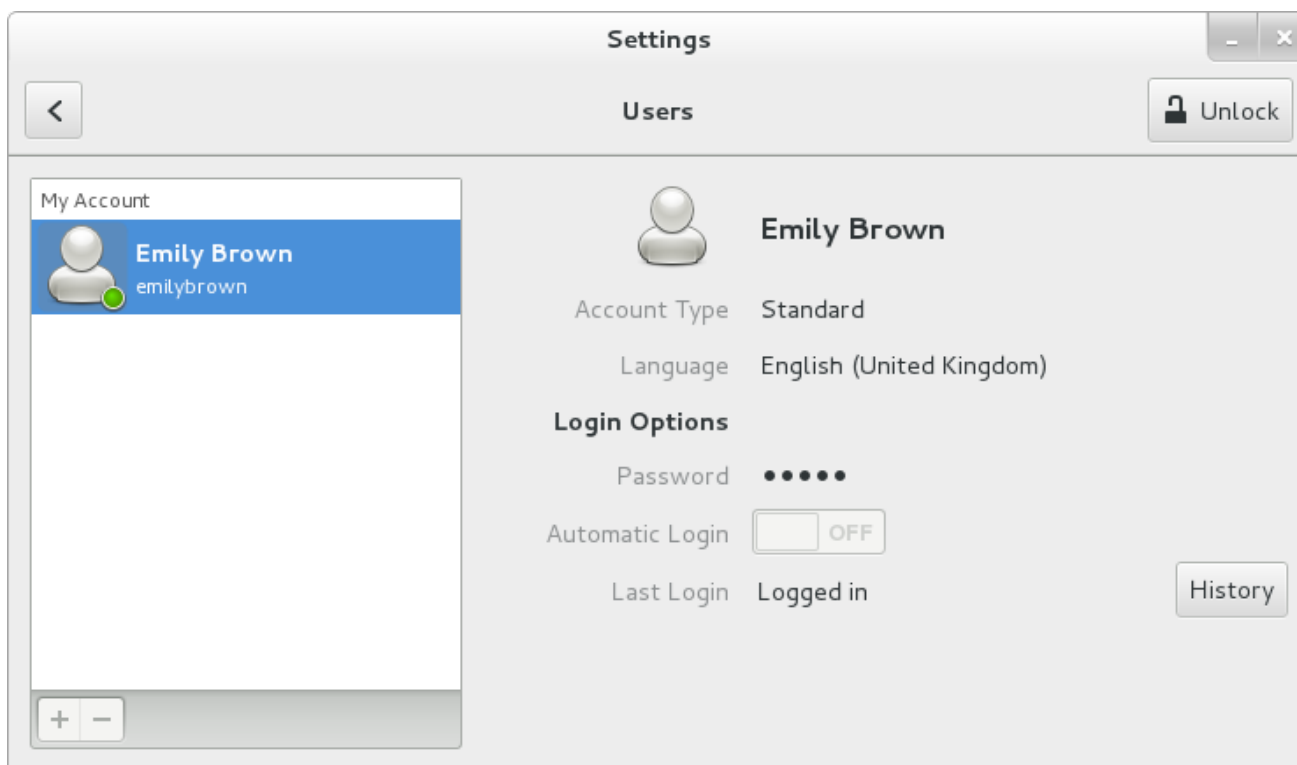 Settings
Users
Unlock
My Account
Emily Brown
emilybrown
Emily Brown
Account Type Standard
Language English (United Kingdom)
Login Options
Password •••••
Automatic Login OFF
Last Login Logged in
History